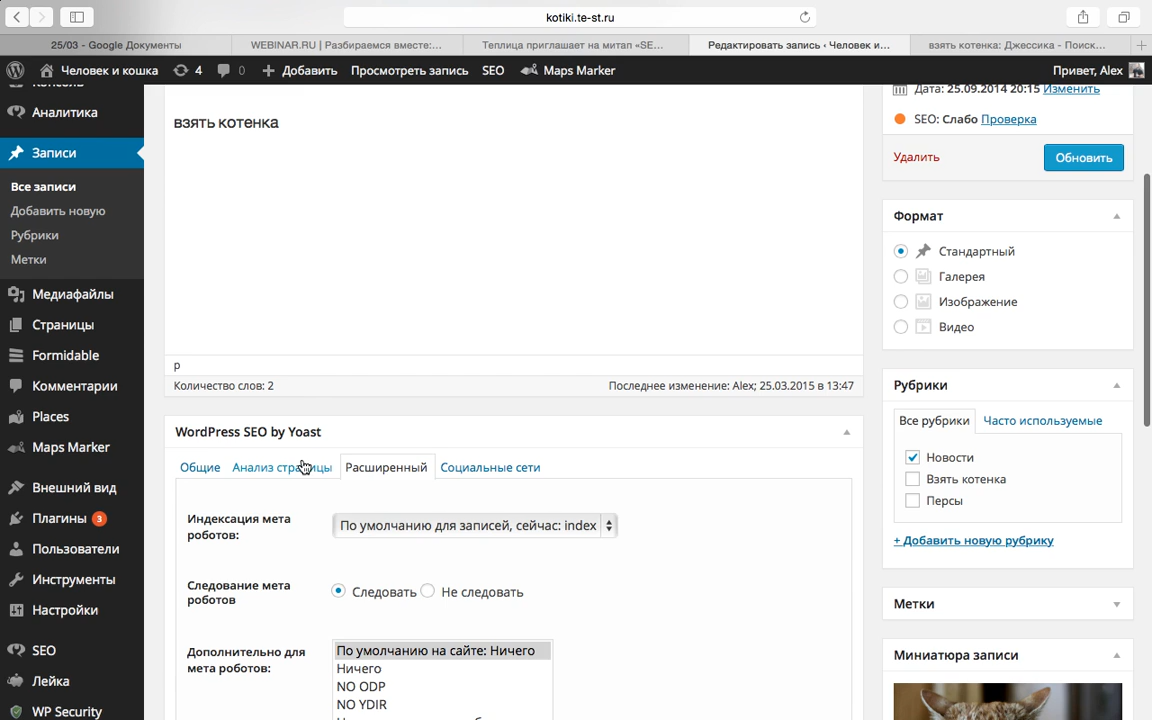 kotiki.te-st.ru
25/03 - Google Документы
WEBINAR.RU | Разбираемся вместе:...
Теплица приглашает на митап «SE...
Редактировать запись ‹ Человек и...
взять котенка: Джессика - Поиск...
Человек и кошка
4
0
Добавить
Просмотреть запись
SEO
Maps Marker
Привет, Alex
Консоль
Аналитика
Записи
Все записи
Добавить новую
Рубрики
Метки
Медиафайлы
Страницы
Formidable
Комментарии
Places
Maps Marker
Внешний вид
Плагины 3
Пользователи
Инструменты
Настройки
SEO
Лейка
WP Security
взять котенка
p
Количество слов: 2
Последнее изменение: Alex; 25.03.2015 в 13:47
WordPress SEO by Yoast
Общие
Анализ страницы
Расширенный
Социальные сети
Индексация мета
роботов:
По умолчанию для записей, сейчас: index
Следование мета
роботов
Следовать
Не следовать
Дополнительно для
мета роботов:
По умолчанию на сайте: Ничего
Ничего
NO ODP
NO YDIR
Дата: 25.09.2014 20:15 Изменить
SEO: Слабо Проверка
Удалить
Обновить
Формат
Стандартный
Галерея
Изображение
Видео
Рубрики
Все рубрики
Часто используемые
Новости
Взять котенка
Персы
+ Добавить новую рубрику
Метки
Миниатюра записи